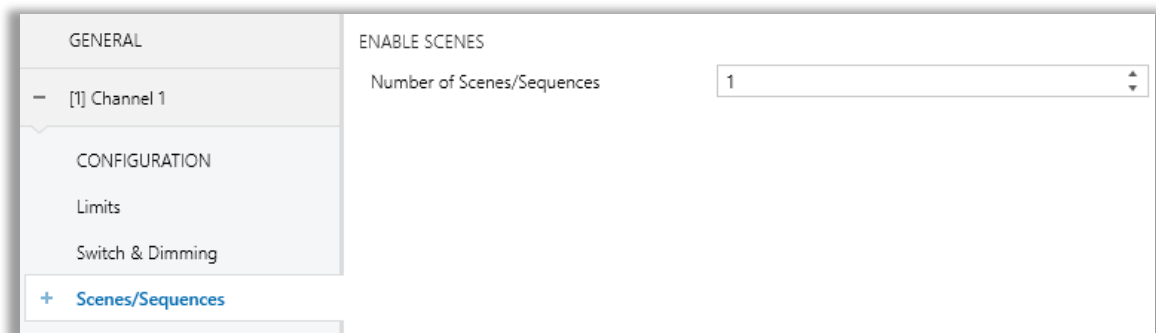 GENERAL
[1] Channel 1
CONFIGURATION
Limits
Switch & Dimming
Scenes/Sequences
ENABLE SCENES
Number of Scenes/Sequences
1